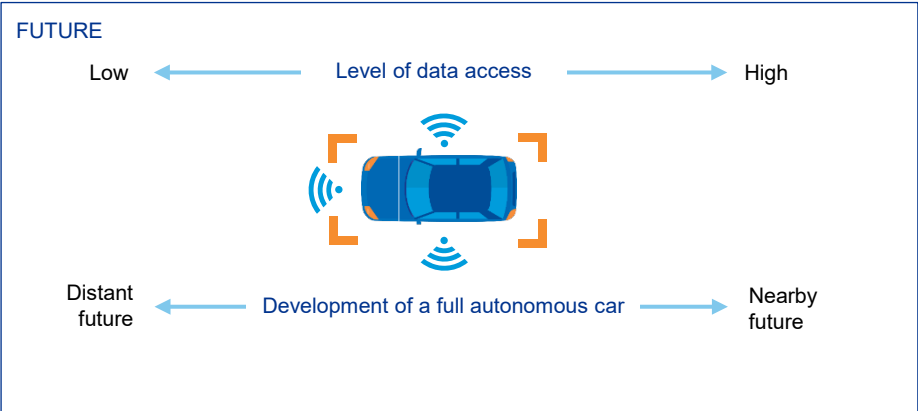 FUTURE
Low Level of data access High
Distant future Development of a full autonomous car Nearby future